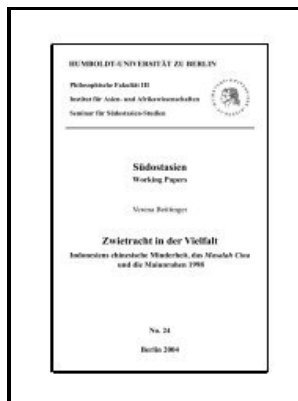 HUMBOLDT-UNIVERSITÄT ZU BERLIN
Philosophische Fakultät III
Institut für Asien- und Afrikawissenschaften
Seminar für Südostasien-Studien
Südostasien
Working Papers
Verena
Zwietracht in der Vielfalt
Indonesiens chinesische Minderheit, das Masalah Cina
und die Maiunruhen 1998
No. 24
Berlin 2004